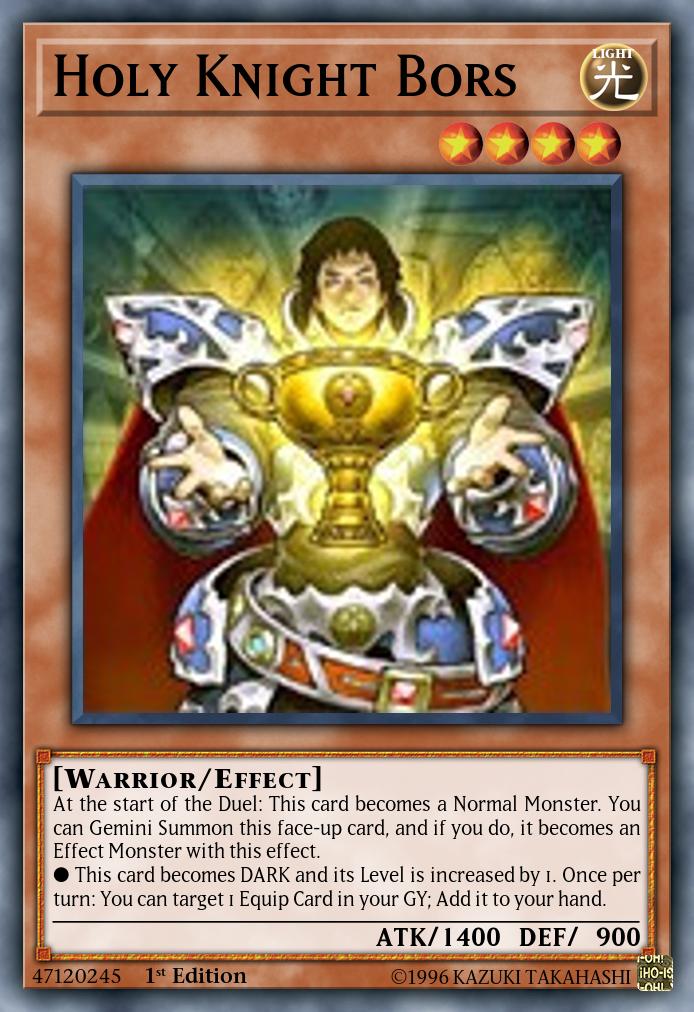 Holy Knight Bors
LIGHT
光
[Warrior/Effect]
At the start of the Duel: This card becomes a Normal Monster. You
can Gemini Summon this face-up card, and if you do, it becomes an
Effect Monster with this effect.
● This card becomes DARK and its Level is increased by 1. Once per
turn: You can target 1 Equip Card in your GY; Add it to your hand.
ATK/1400 DEF/ 900
47120245 1st Edition ©1996 KAZUKI TAKAHASHI